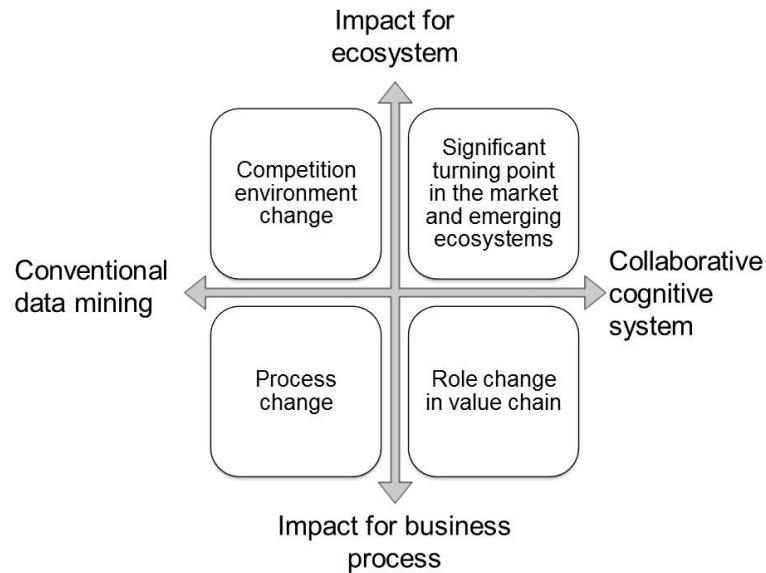 Impact for
ecosystem
Competition
environment
change
Significant
turning point
in the market
and emerging
ecosystems
Conventional
data mining
Collaborative
cognitive
system
Process
change
Role change
in value chain
Impact for business
process